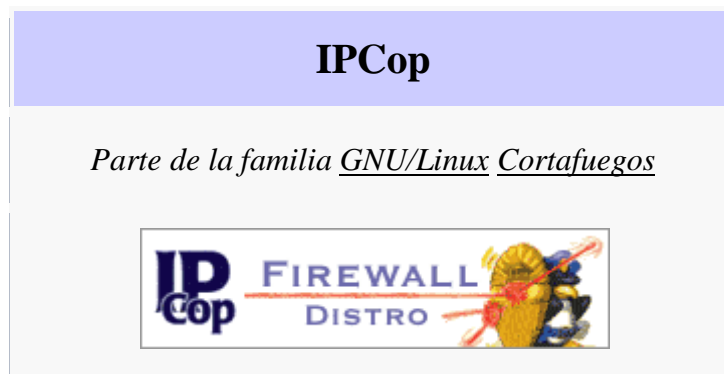 IPCop
Parte de la familia GNU/Linux Cortafuegos
IP
Cop
FIREWALL
DISTRO